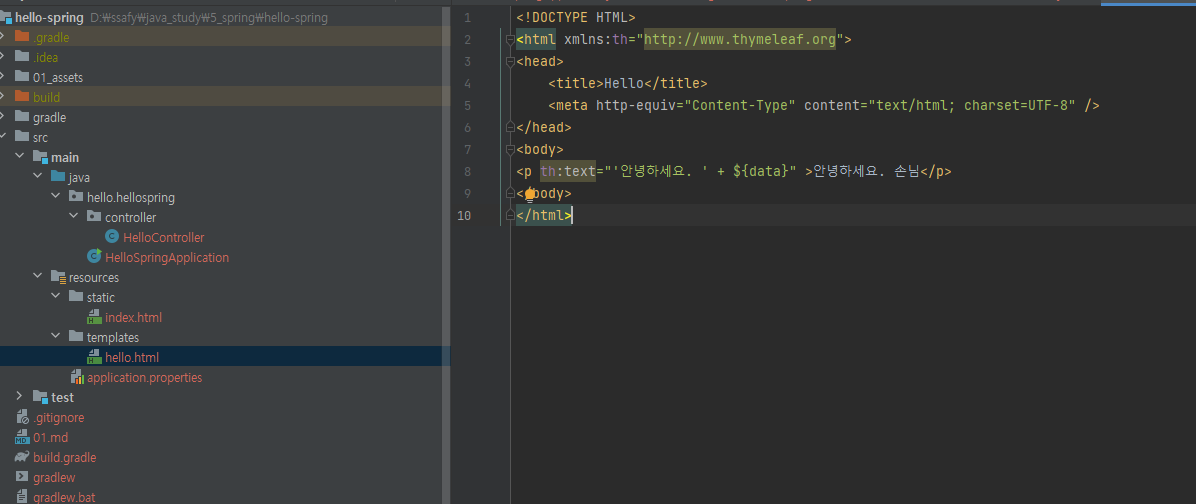 hello-spring D:₩ssafy₩java_study₩5_spring₩hello-spring
.gradle
.idea
01_assets
build
gradle
src
main
java
hello.hellospring
controller
HelloController
HelloSpringApplication
resources
static
index.html
templates
hello.html
application.properties
test
.gitignore
01.md
build.gradle
gradlew
gradlew.bat
1 <!DOCTYPE HTML>
2 <html xmlns:th="http://www.thymeleaf.org">
3 <head>
4 <title>Hello</title>
5 <meta http-equiv="Content-Type" content="text/html; charset=UTF-8" />
6 </head>
7 <body>
8 <p th:text="'안녕하세요. ' + ${data}" >안녕하세요. 손님</p>
9 </body>
10 </html>